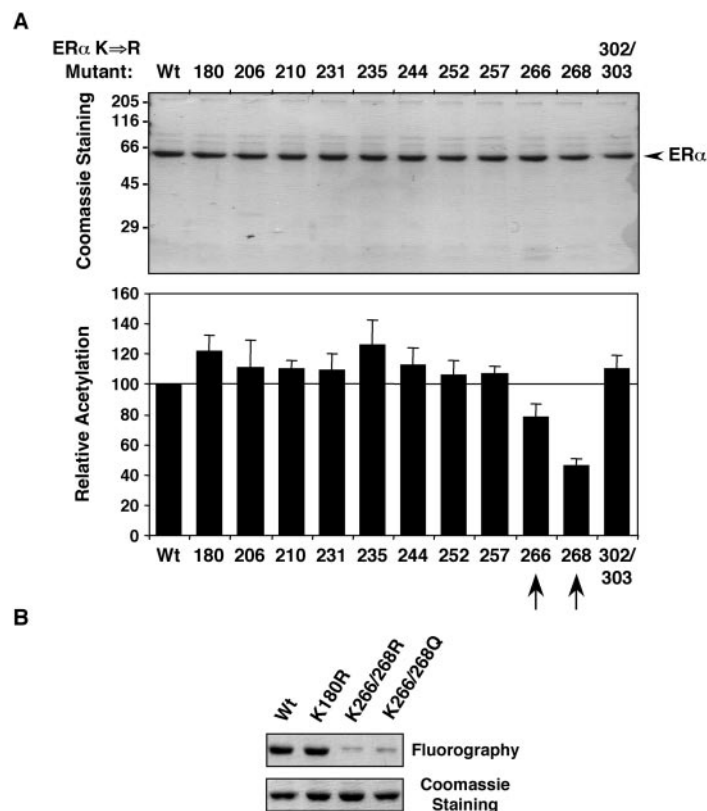 A
ERα K⇒R
Mutant: Wt 180 206 210 231 235 244 252 257 266 268 302/303
Coomassie Staining
205
116
66
45
29
ERα
Relative Acetylation
160
140
120
100
80
60
40
20
0
Wt 180 206 210 231 235 244 252 257 266 268 302/303
B
Wt K180R K266/268R K266/268Q
Fluorography
Coomassie
Staining